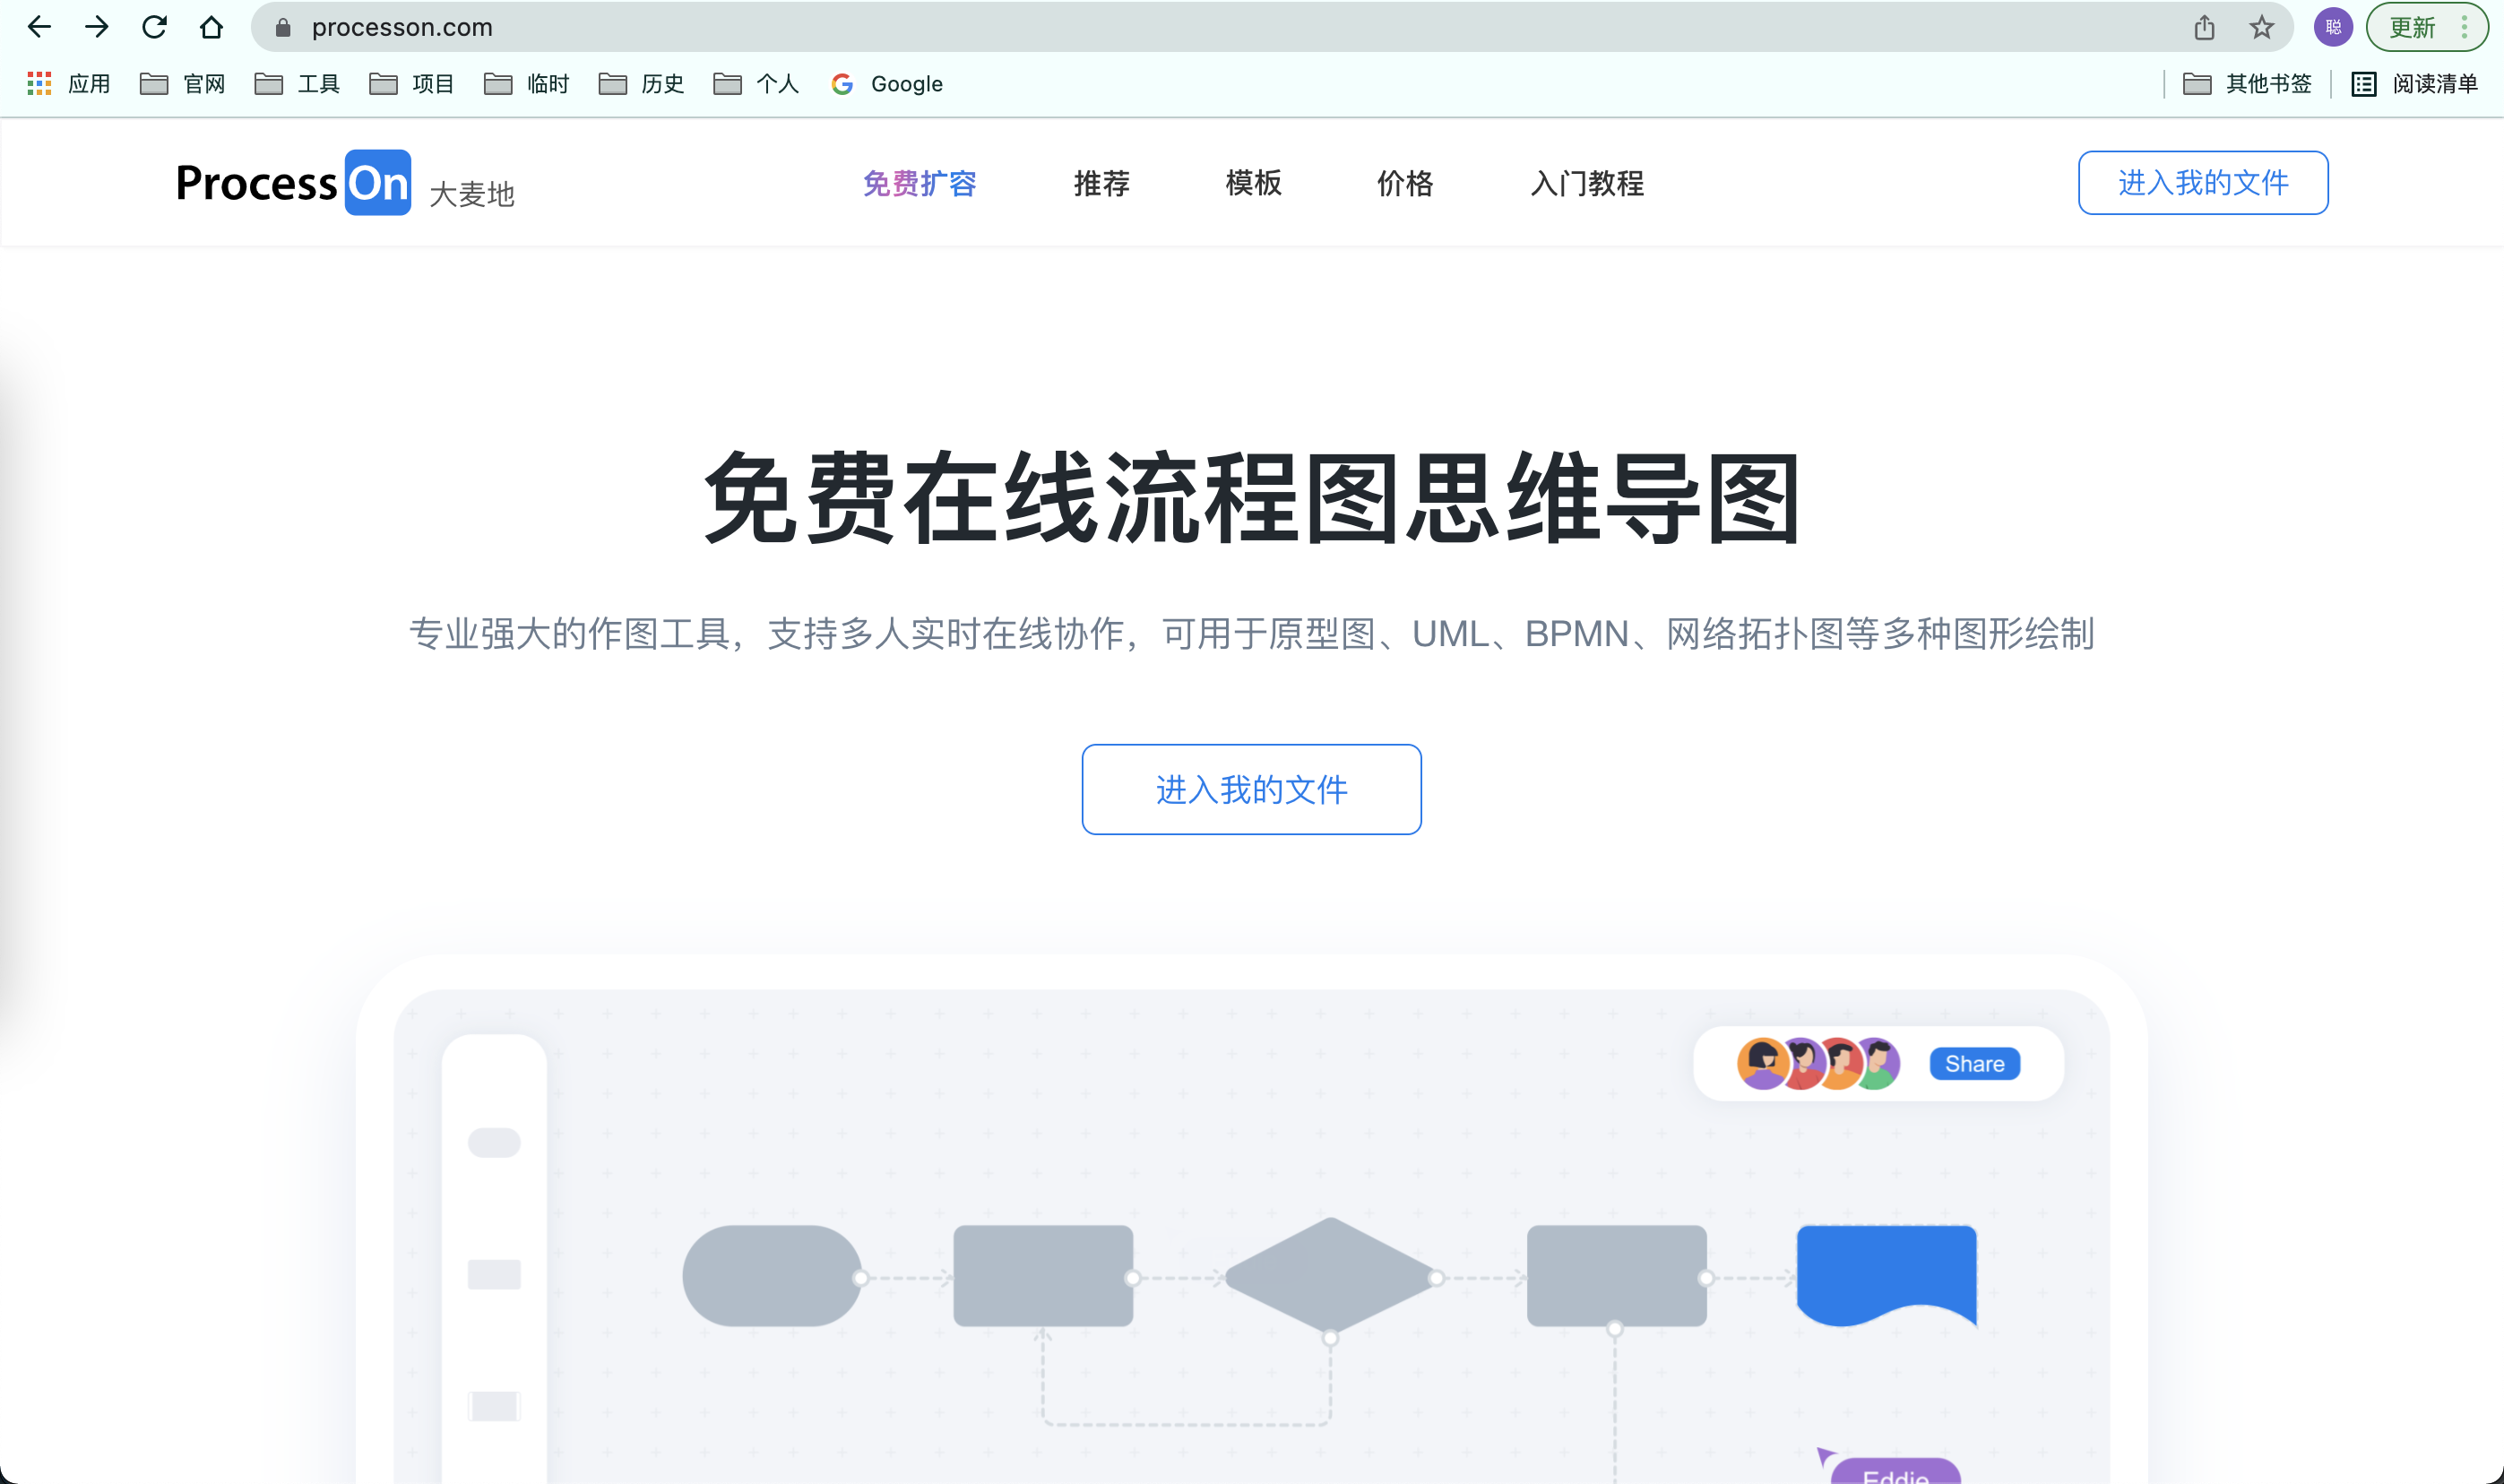 processon.com
聪
更新
应用
官网
工具
项目
临时
历史
个人
Google
其他书签
阅读清单
ProcessOn 大麦地
免费扩容
推荐
模板
价格
入门教程
进入我的文件
免费在线流程图思维导图
专业强大的作图工具，支持多人实时在线协作，可用于原型图、UML、BPMN、网络拓扑图等多种图形绘制
进入我的文件
Share
Eddie